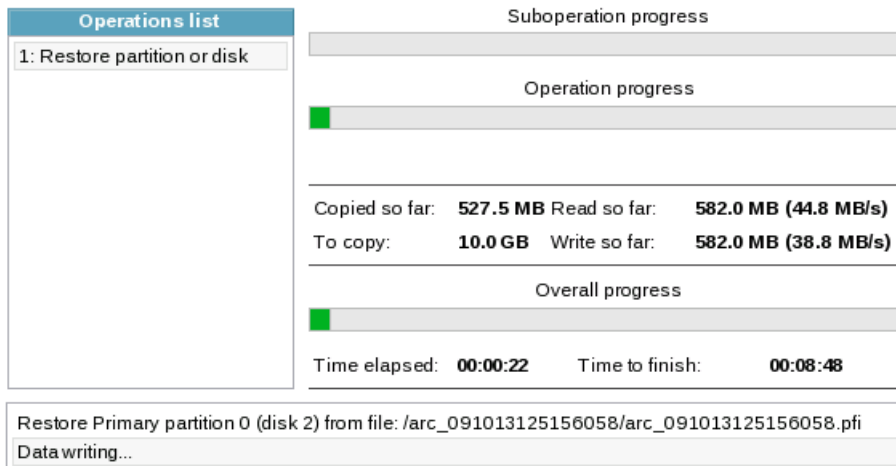 Operations list
1: Restore partition or disk
Suboperation progress
Operation progress
Copied so far: 527.5 MB Read so far: 582.0 MB (44.8 MB/s)
To copy: 10.0 GB Write so far: 582.0 MB (38.8 MB/s)
Overall progress
Time elapsed: 00:00:22 Time to finish: 00:08:48
Restore Primary partition 0 (disk 2) from file: /arc_091013125156058/arc_091013125156058.pfi
Data writing...